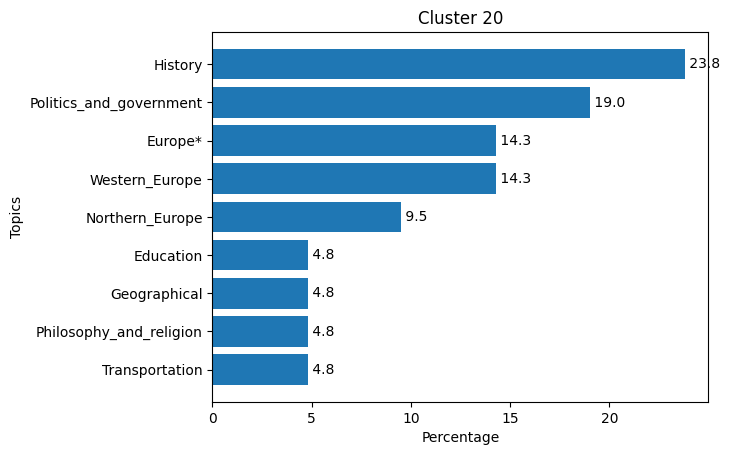 Cluster 20
History 23.8
Politics_and_government 19.0
Europe* 14.3
Western_Europe 14.3
Northern_Europe 9.5
Education 4.8
Geographical 4.8
Philosophy_and_religion 4.8
Transportation 4.8
Topics
0 5 10 15 20
Percentage